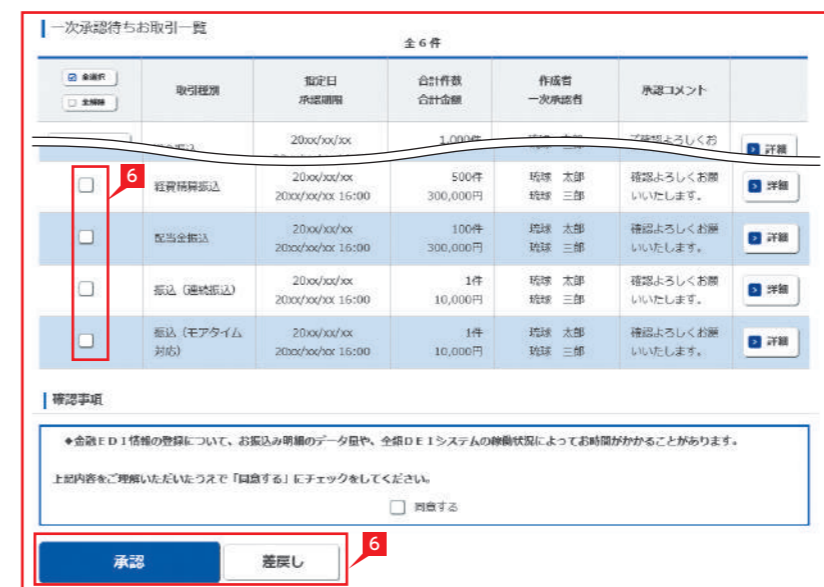 一次承認待ちお取引一覧
全6件
全選択
全解除
取引種別
指定日
承認期限
合計件数
合計金額
作成者
一次承認者
承認コメント
20xx/xx/xx
1,000件
ご確認よろしくお
詳細
6
経費精算振込
20xx/xx/xx
20xx/xx/xx 16:00
500件
300,000円
琉球 太郎
琉球 三郎
確認よろしくお願
いいたします。
詳細
配当金振込
20xx/xx/xx
20xx/xx/xx 16:00
100件
300,000円
琉球 太郎
琉球 三郎
確認よろしくお願
いいたします。
詳細
振込(連続振込)
20xx/xx/xx
20xx/xx/xx 16:00
1件
10,000円
琉球 太郎
琉球 三郎
確認よろしくお願
いいたします。
詳細
振込(モアタイム
対応)
20xx/xx/xx
20xx/xx/xx 16:00
1件
10,000円
琉球 太郎
琉球 三郎
確認よろしくお願
いいたします。
詳細
確認事項
◆金融EDI情報の登録について、お振込み明細のデータ量や、全銀DEIシステムの稼働状況によってお時間がかかることがあります。
上記内容をご理解いただいたうえで「同意する」にチェックをしてください。
同意する
6
承認
差戻し